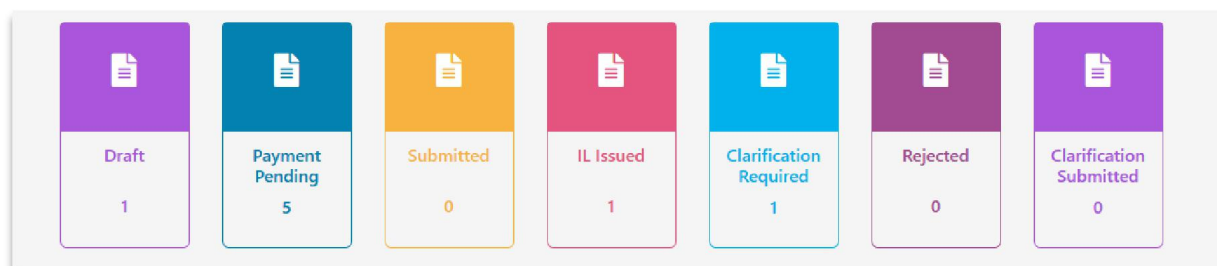 Draft
1
Payment
Pending
5
Submitted
0
IL Issued
1
Clarification
Required
1
Rejected
0
Clarification
Submitted
0